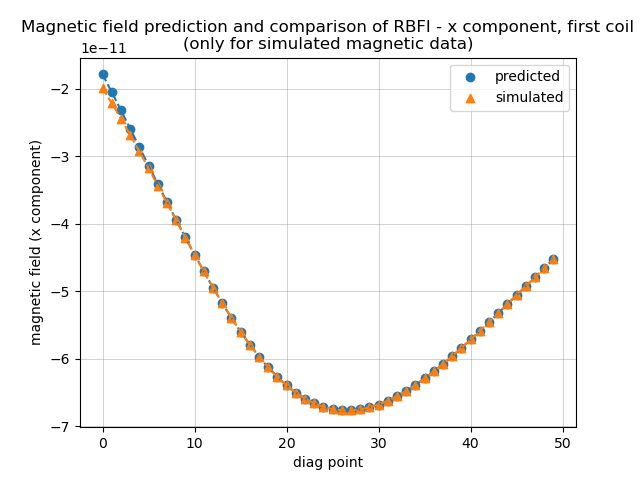 Magnetic field prediction and comparison of RBFI - x component, first coil
(only for simulated magnetic data)
1e−11
predicted
simulated
−2
−3
−4
−5
−6
−7
magnetic field (x component)
0 10 20 30 40 50
diag point